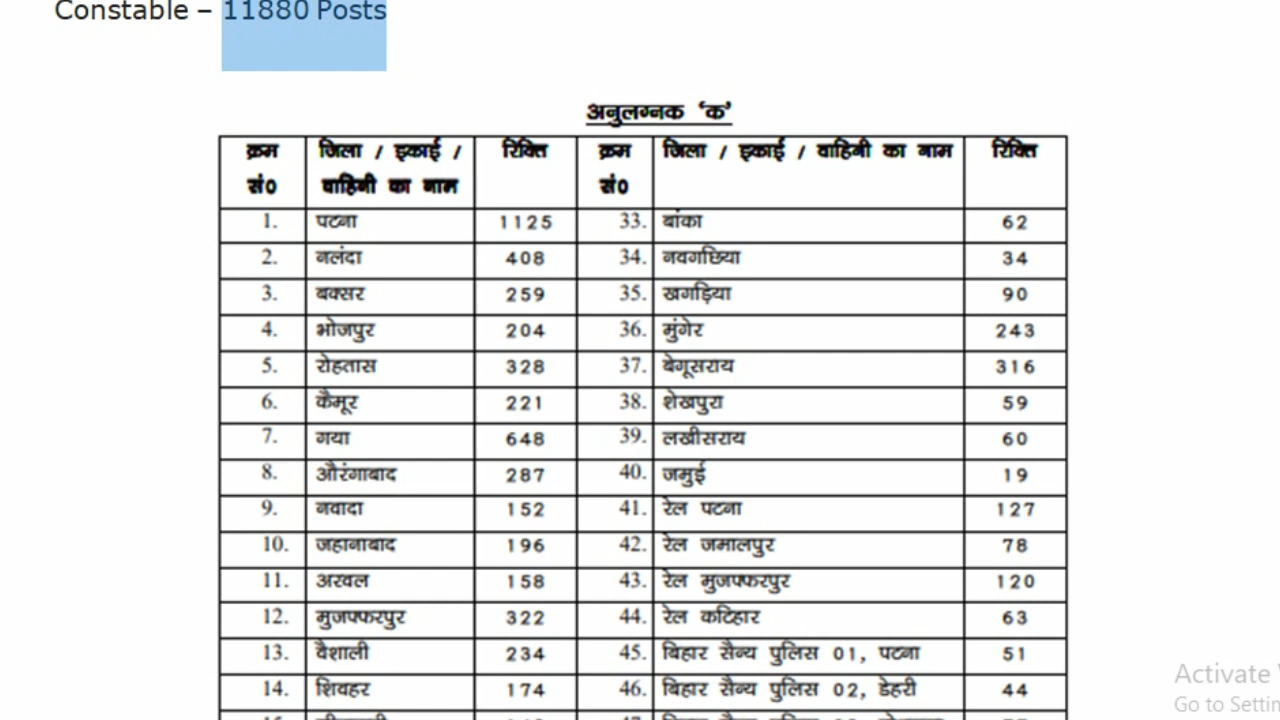 Constable – 11880 Posts
अनुलग्नक ‘क’
क्रम सं0 जिला / इकाई / वाहिनी का नाम रिक्ति क्रम सं0 जिला / इकाई / वाहिनी का नाम रिक्ति
1. पटना 1125 33. बांका 62
2. नलंदा 408 34. नवगछिया 34
3. बक्सर 259 35. खगड़िया 90
4. भोजपुर 204 36. मुंगेर 243
5. रोहतास 328 37. बेगूसराय 316
6. कैमूर 221 38. शेखपुरा 59
7. गया 648 39. लखीसराय 60
8. औरंगाबाद 287 40. जमुई 19
9. नवादा 152 41. रेल पटना 127
10. जहानाबाद 196 42. रेल जमालपुर 78
11. अरवल 158 43. रेल मुजफ्फरपुर 120
12. मुजफ्फरपुर 322 44. रेल कटिहार 63
13. वैशाली 234 45. बिहार सैन्य पुलिस 01, पटना 51
14. शिवहर 174 46. बिहार सैन्य पुलिस 02, डेहरी 44
Activate
Go to Settin